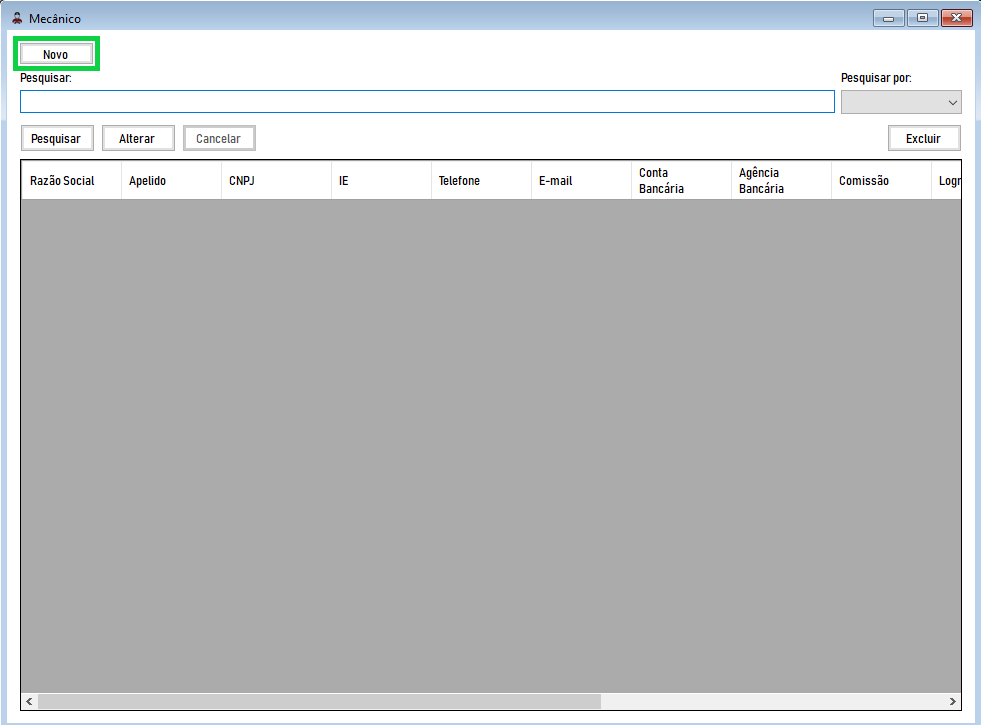 Mecânico
Novo
Pesquisar:
Pesquisar por:
Pesquisar
Alterar
Cancelar
Excluir
Razão Social
Apelido
CNPJ
IE
Telefone
E-mail
Conta
Bancária
Agência
Bancária
Comissão
Logr